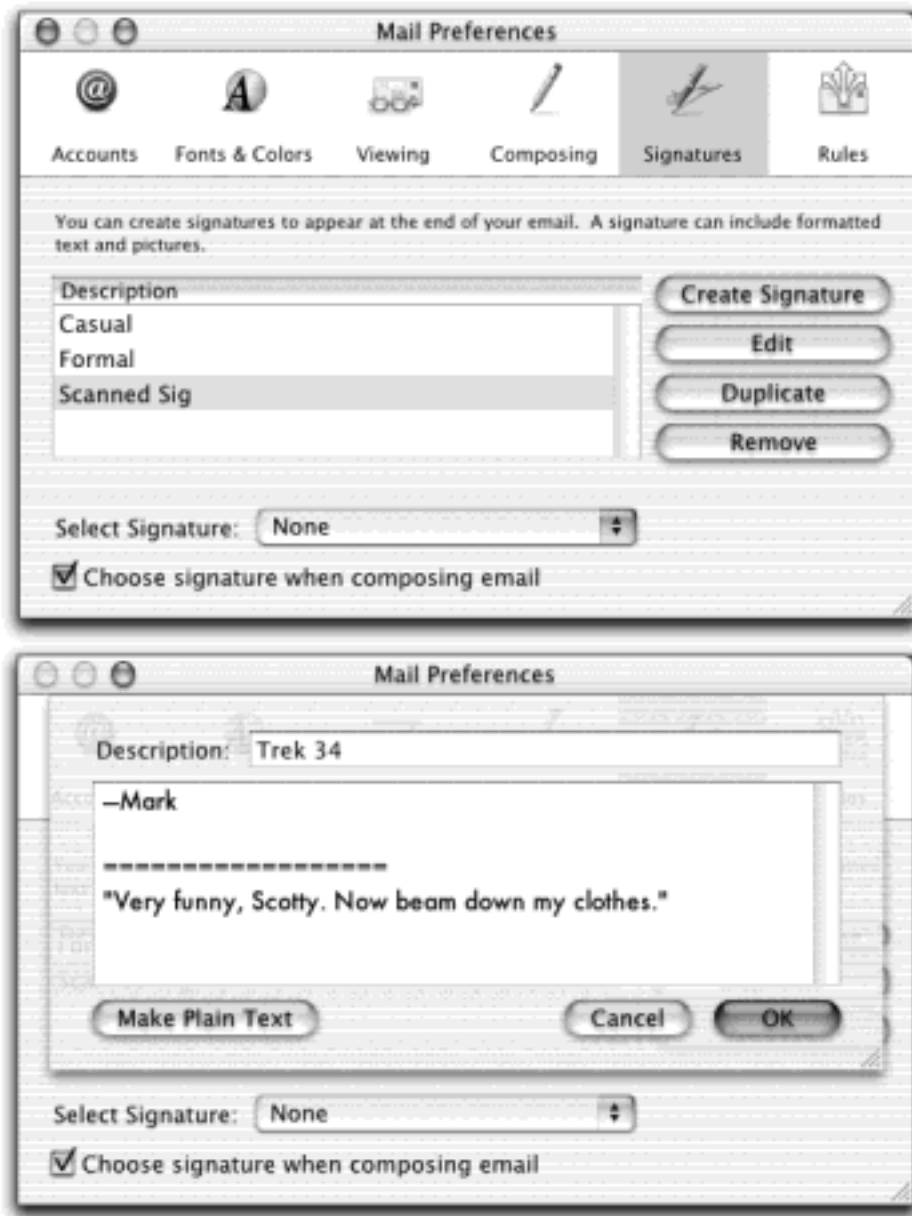 Mail Preferences
Accounts Fonts & Colors Viewing Composing Signatures Rules
You can create signatures to appear at the end of your email. A signature can include formatted
text and pictures.
Description
Create Signature
Casual
Edit
Formal
Scanned Sig
Duplicate
Remove
Select Signature: None
Choose signature when composing email
Mail Preferences
Description: Trek 34
—Mark
==================
"Very funny, Scotty. Now beam down my clothes."
Make Plain Text Cancel OK
Select Signature: None
Choose signature when composing email